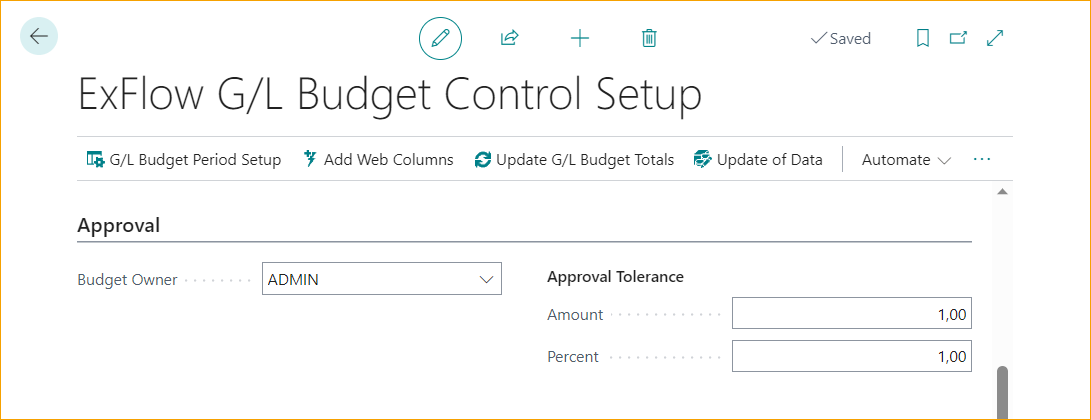 Saved
ExFlow G/L Budget Control Setup
G/L Budget Period Setup Add Web Columns Update G/L Budget Totals Update of Data Automate
Approval
Budget Owner ADMIN
Approval Tolerance
Amount 1,00
Percent 1,00